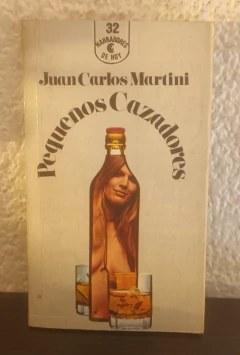 32
NARRADORES
DE HOY
Juan Carlos Martini
Pequeños Cazadores